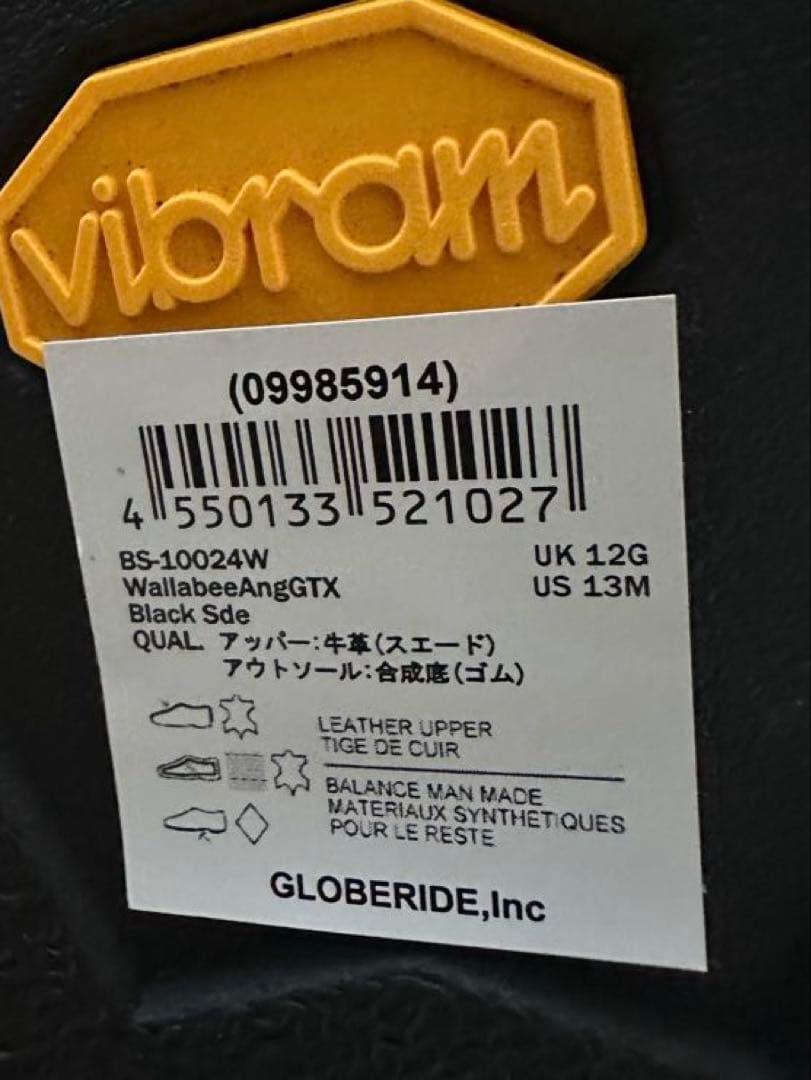 vibram
(09985914)
4 550133 521027
BS-10024W UK 12G
WallabeeAngGTX US 13M
Black Sde
QUAL. アッパー:牛革(スエード)
アウトソール:合成底(ゴム)
LEATHER UPPER
TIGE DE CUIR
BALANCE MAN MADE
MATERIAUX SYNTHETIQUES
POUR LE RESTE
GLOBERIDE,Inc